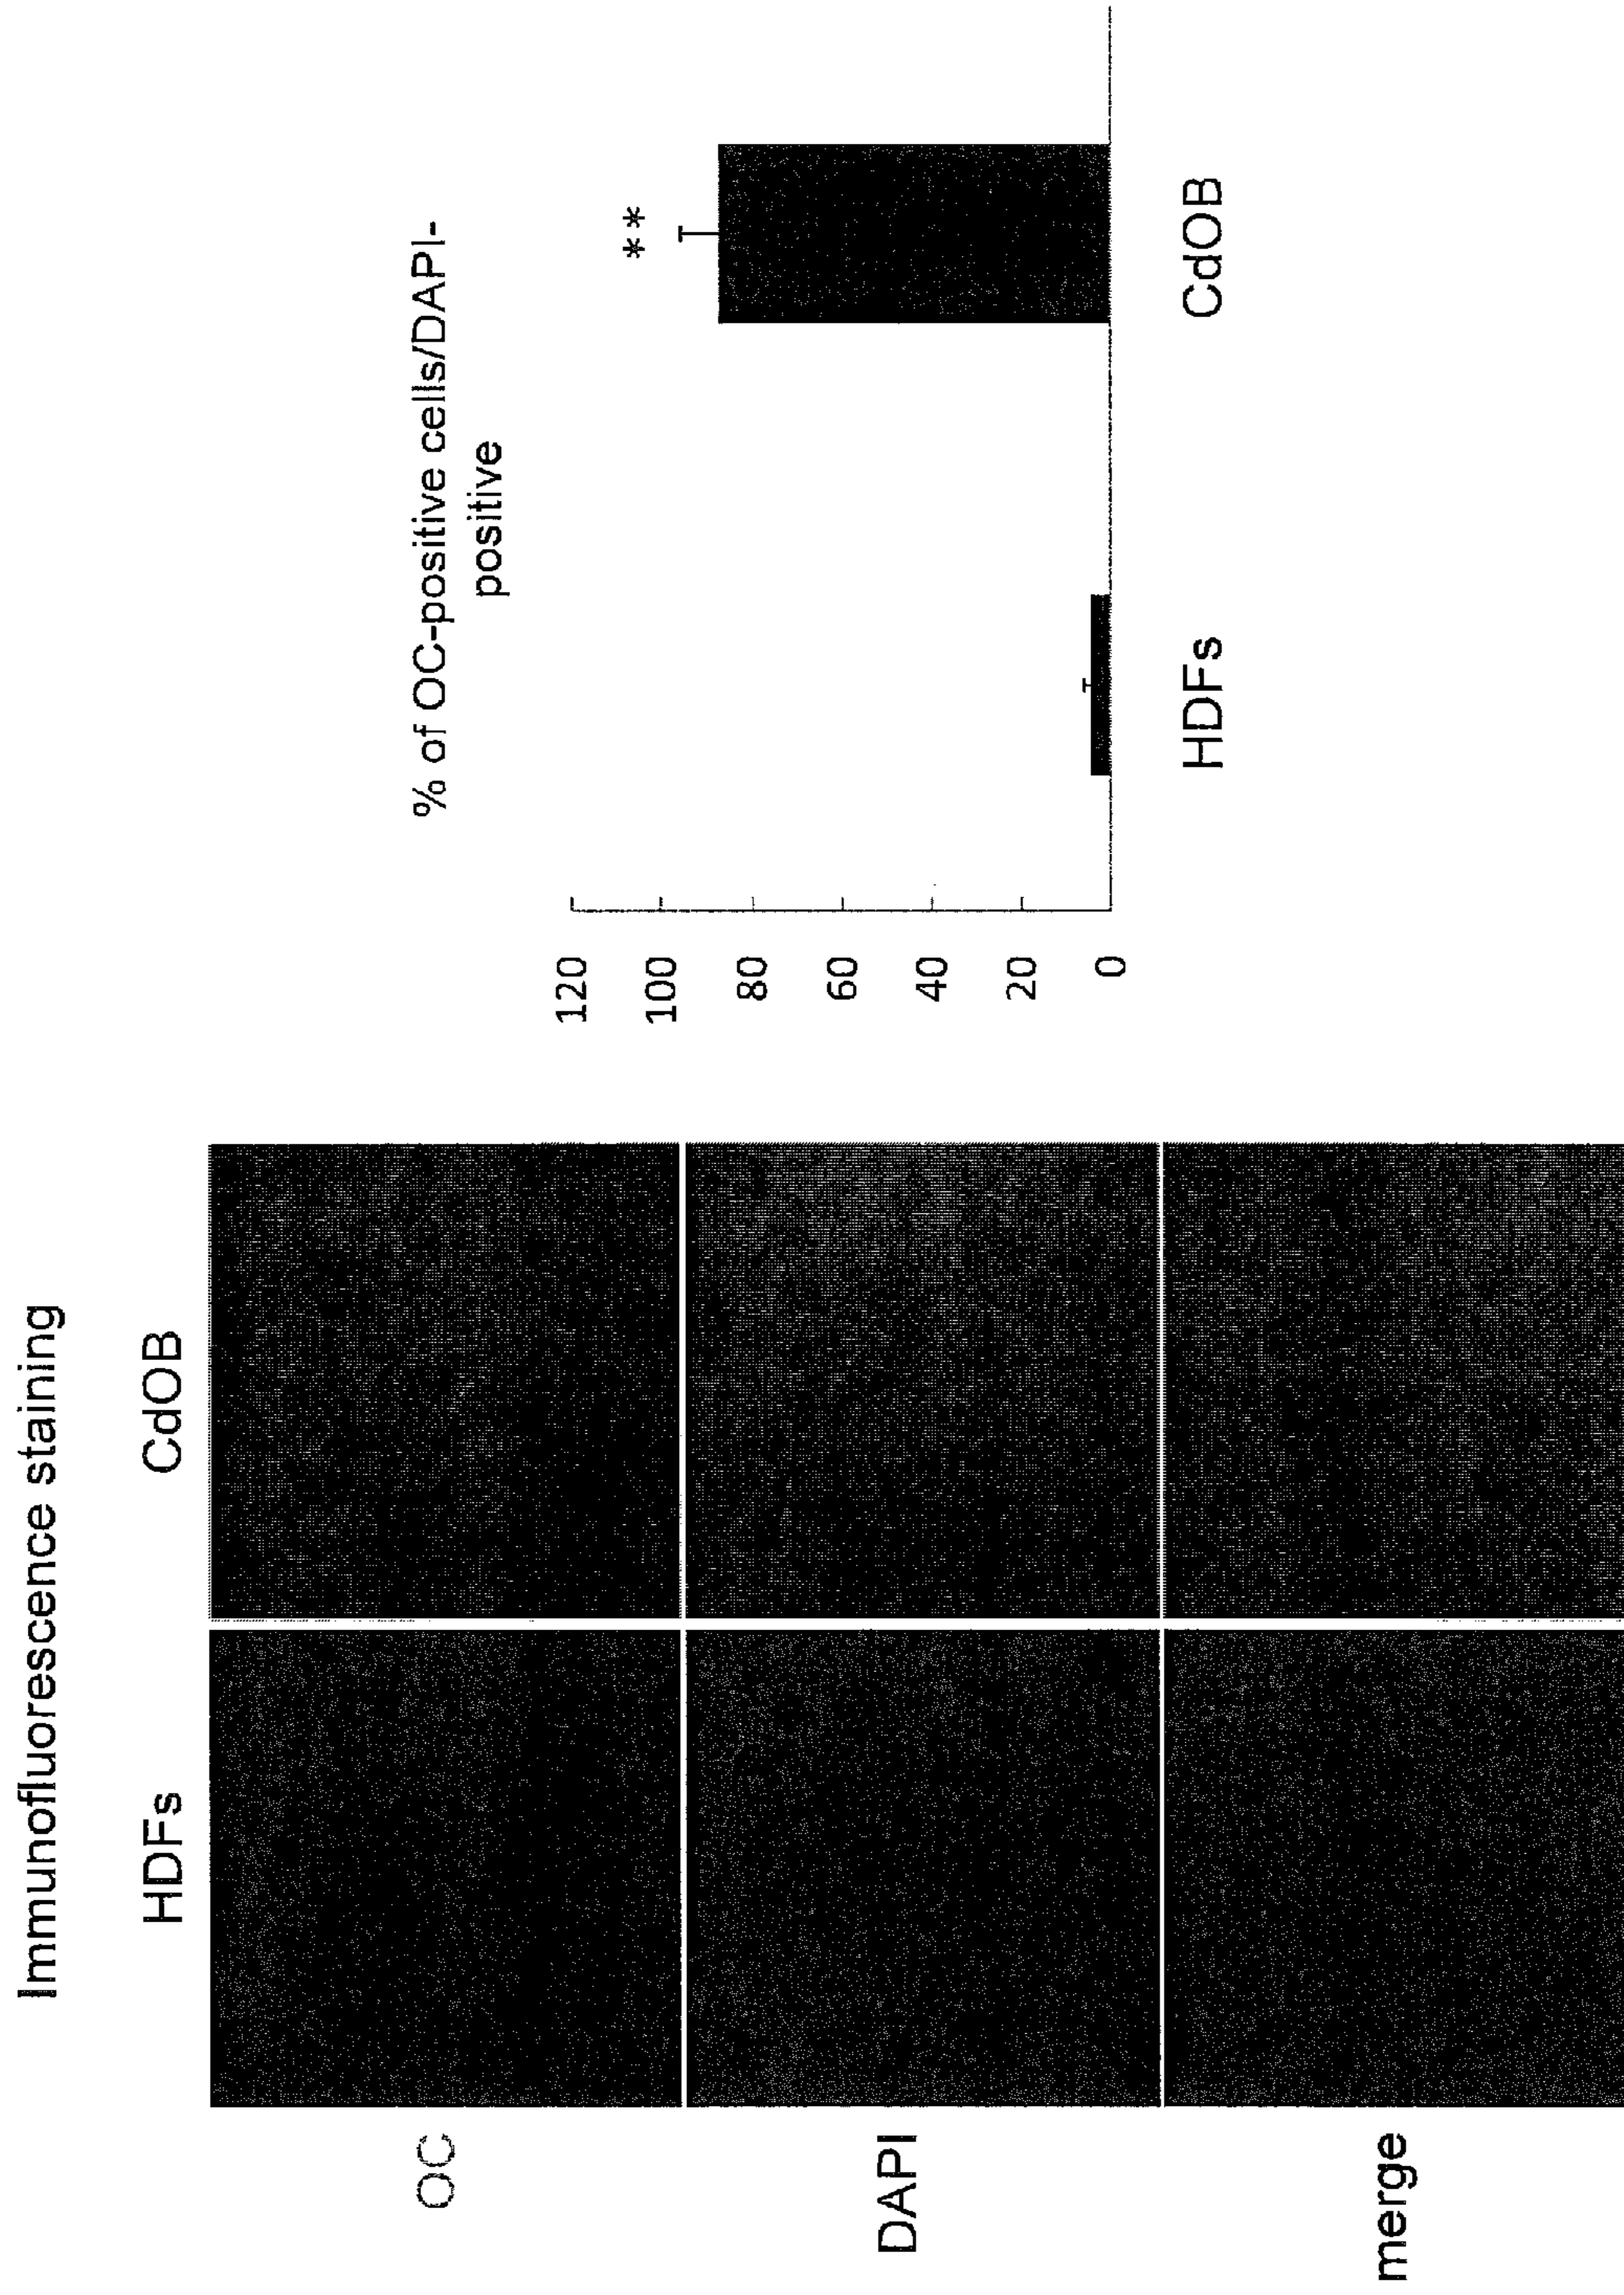 Immunofluorescence staining
HDFs CdOB
OC
DAPI
merge
% of OC-positive cells/DAPI-
positive
120
100
80
60
40
20
0
**
HDFs CdOB